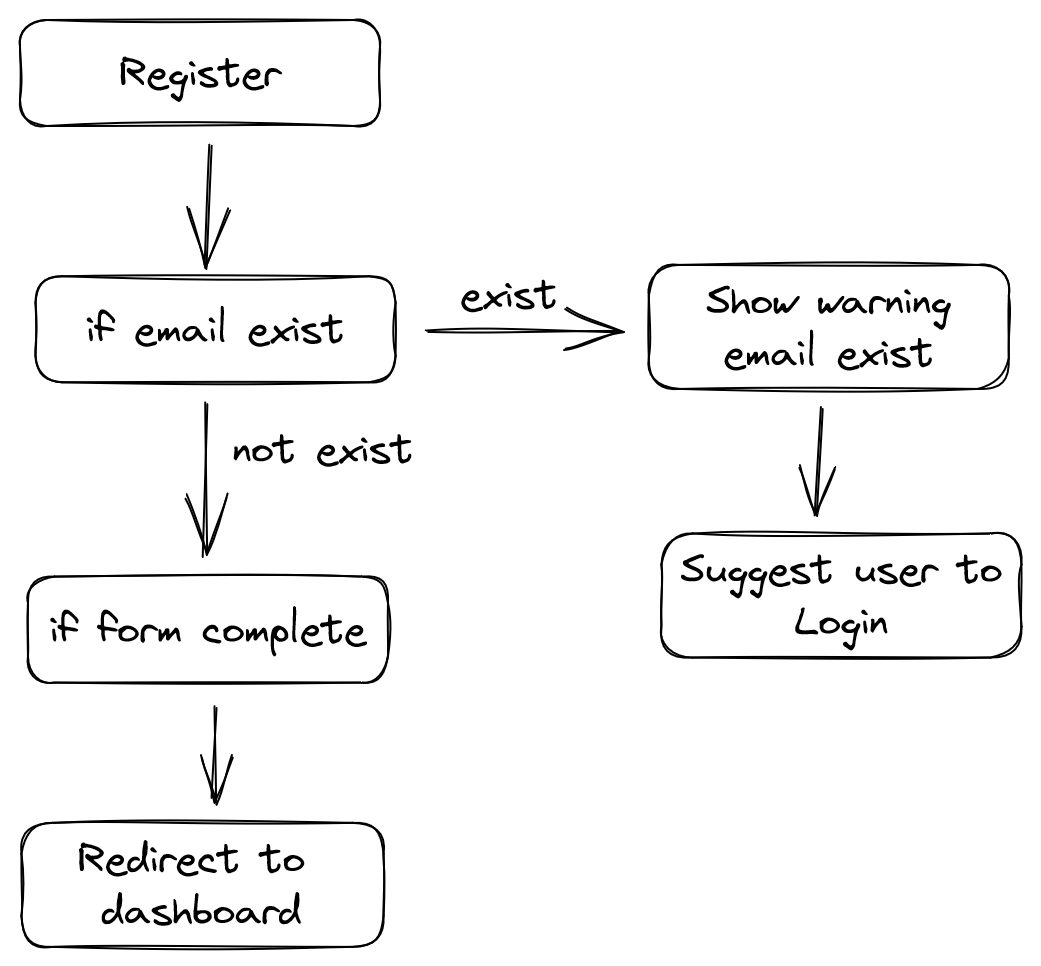 Register
if email exist
exist
Show warning
email exist
not exist
Suggest user to
Login
if form complete
Redirect to
dashboard